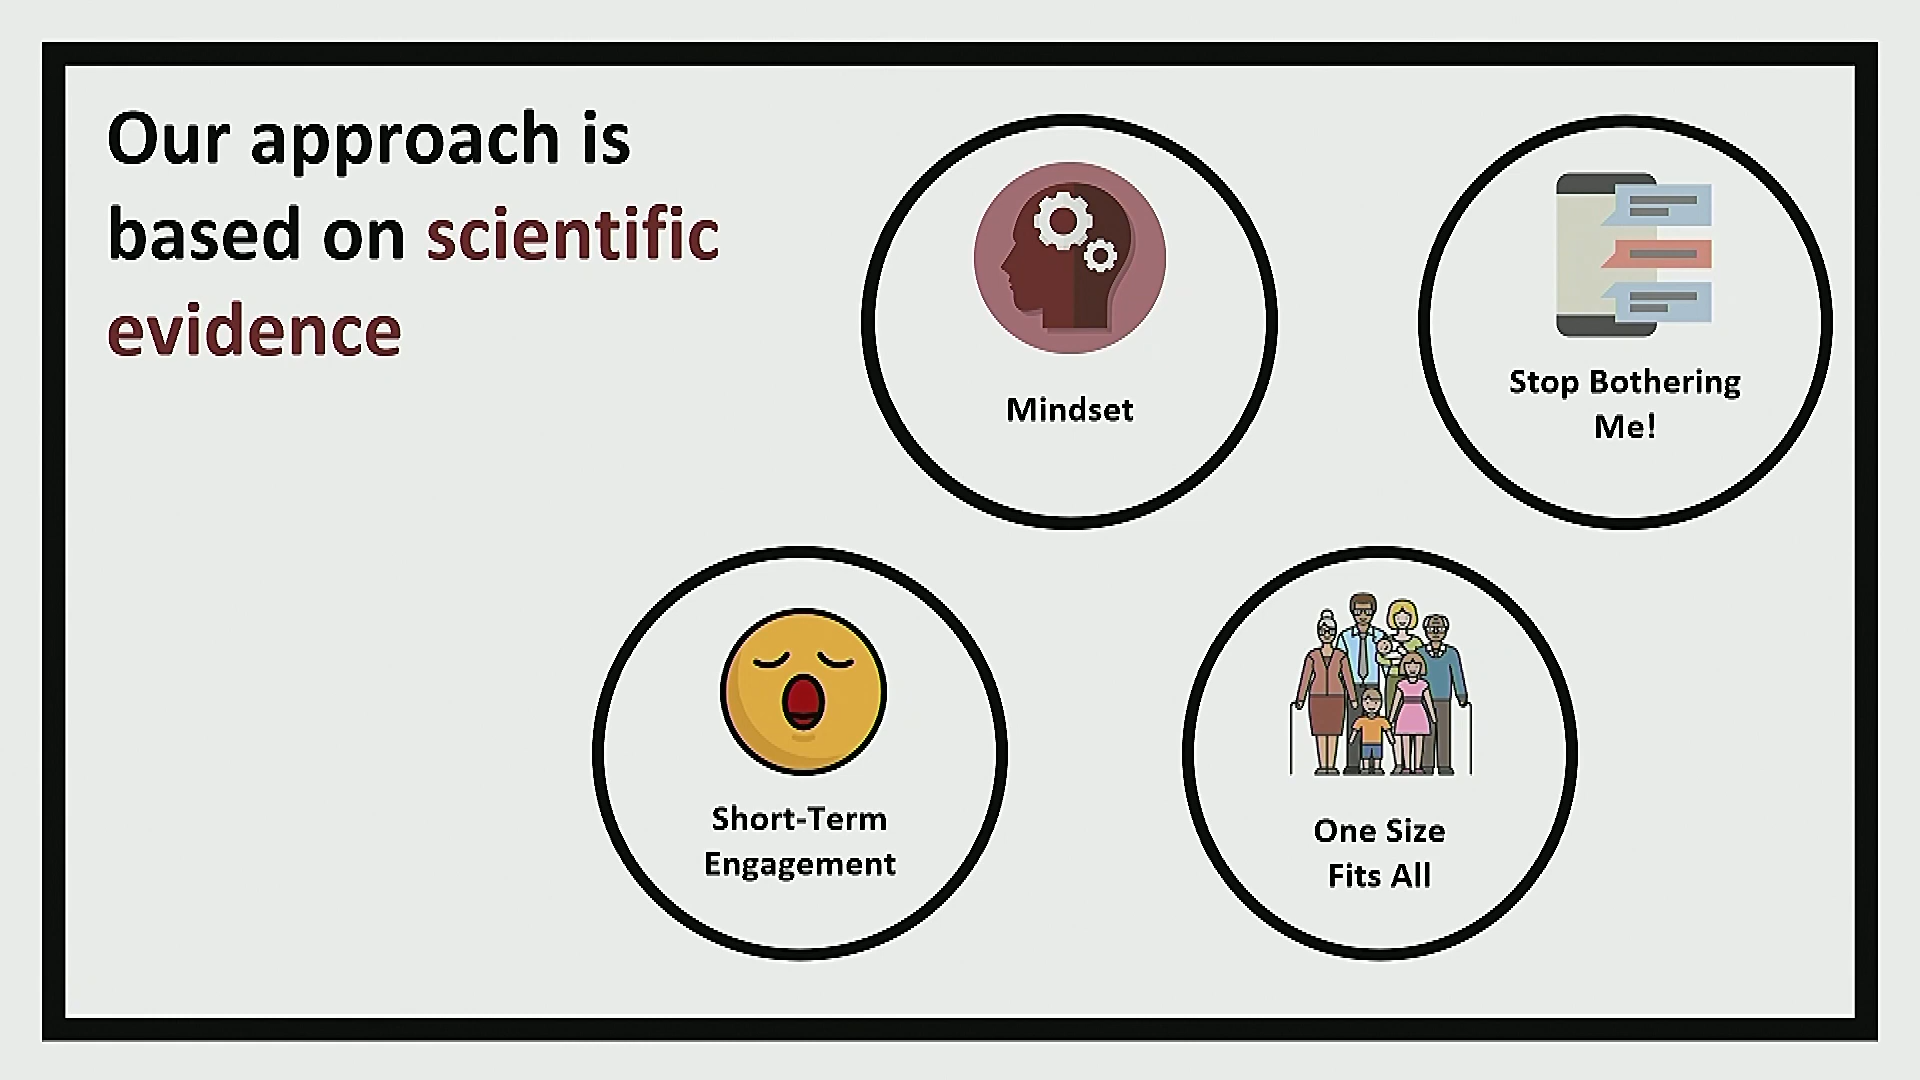 Our approach is
based on scientific
evidence
Mindset
Stop Bothering
Me!
Short-Term
Engagement
One Size
Fits All